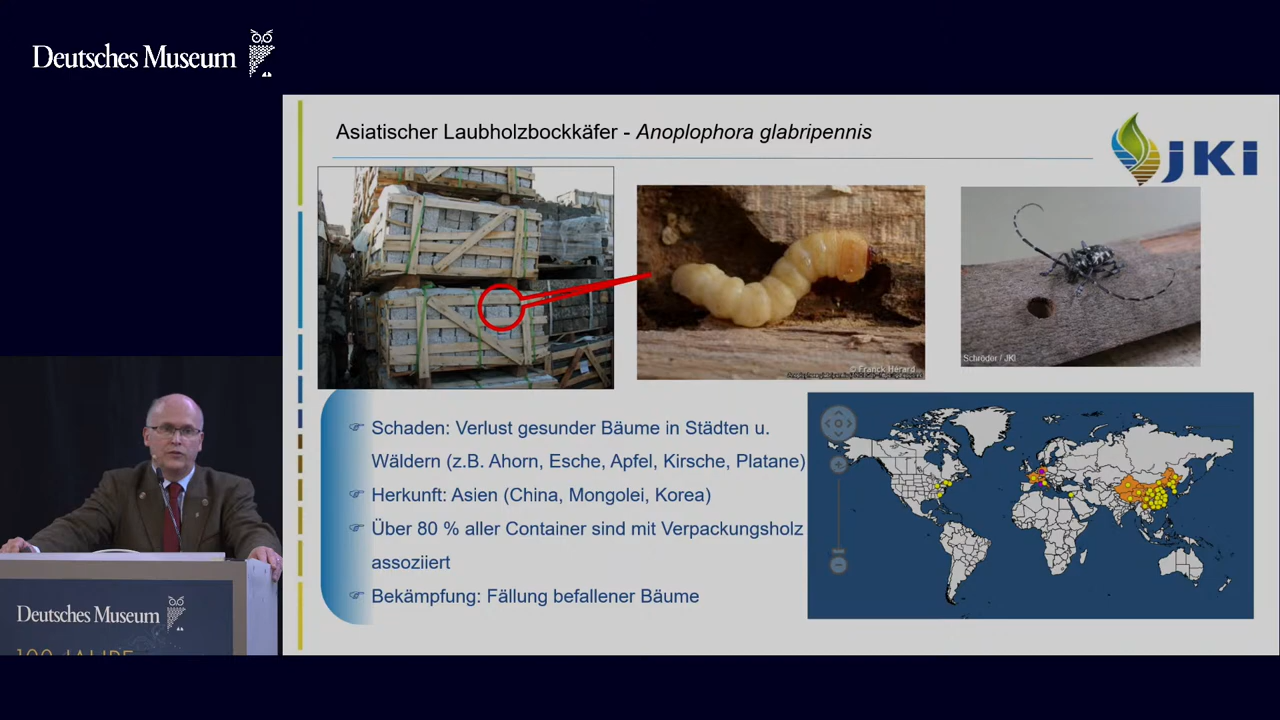 Deutsches Museum
Asiatischer Laubholzbockkäfer - Anoplophora glabripennis
JKi
© Franck Hérard
Schröder / JKI
☞ Schaden: Verlust gesunder Bäume in Städten u.
Wäldern (z.B. Ahorn, Esche, Apfel, Kirsche, Platane)
☞ Herkunft: Asien (China, Mongolei, Korea)
☞ Über 80 % aller Container sind mit Verpackungsholz
assoziiert
☞ Bekämpfung: Fällung befallener Bäume
Deutsches Museum
100 JAHRE